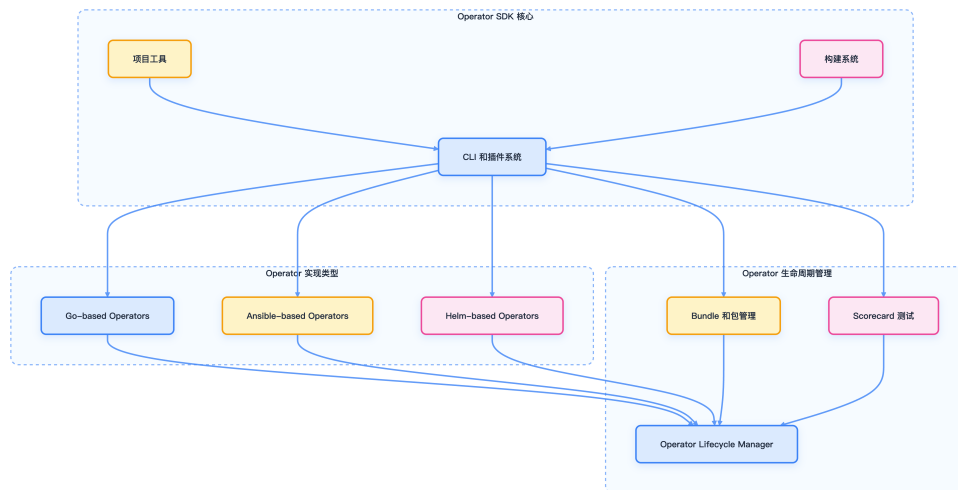 Operator SDK 核心
项目工具
构建系统
CLI 和插件系统
Operator 实现类型
Operator 生命周期管理
Go-based Operators
Ansible-based Operators
Helm-based Operators
Bundle 和包管理
Scorecard 测试
Operator Lifecycle Manager